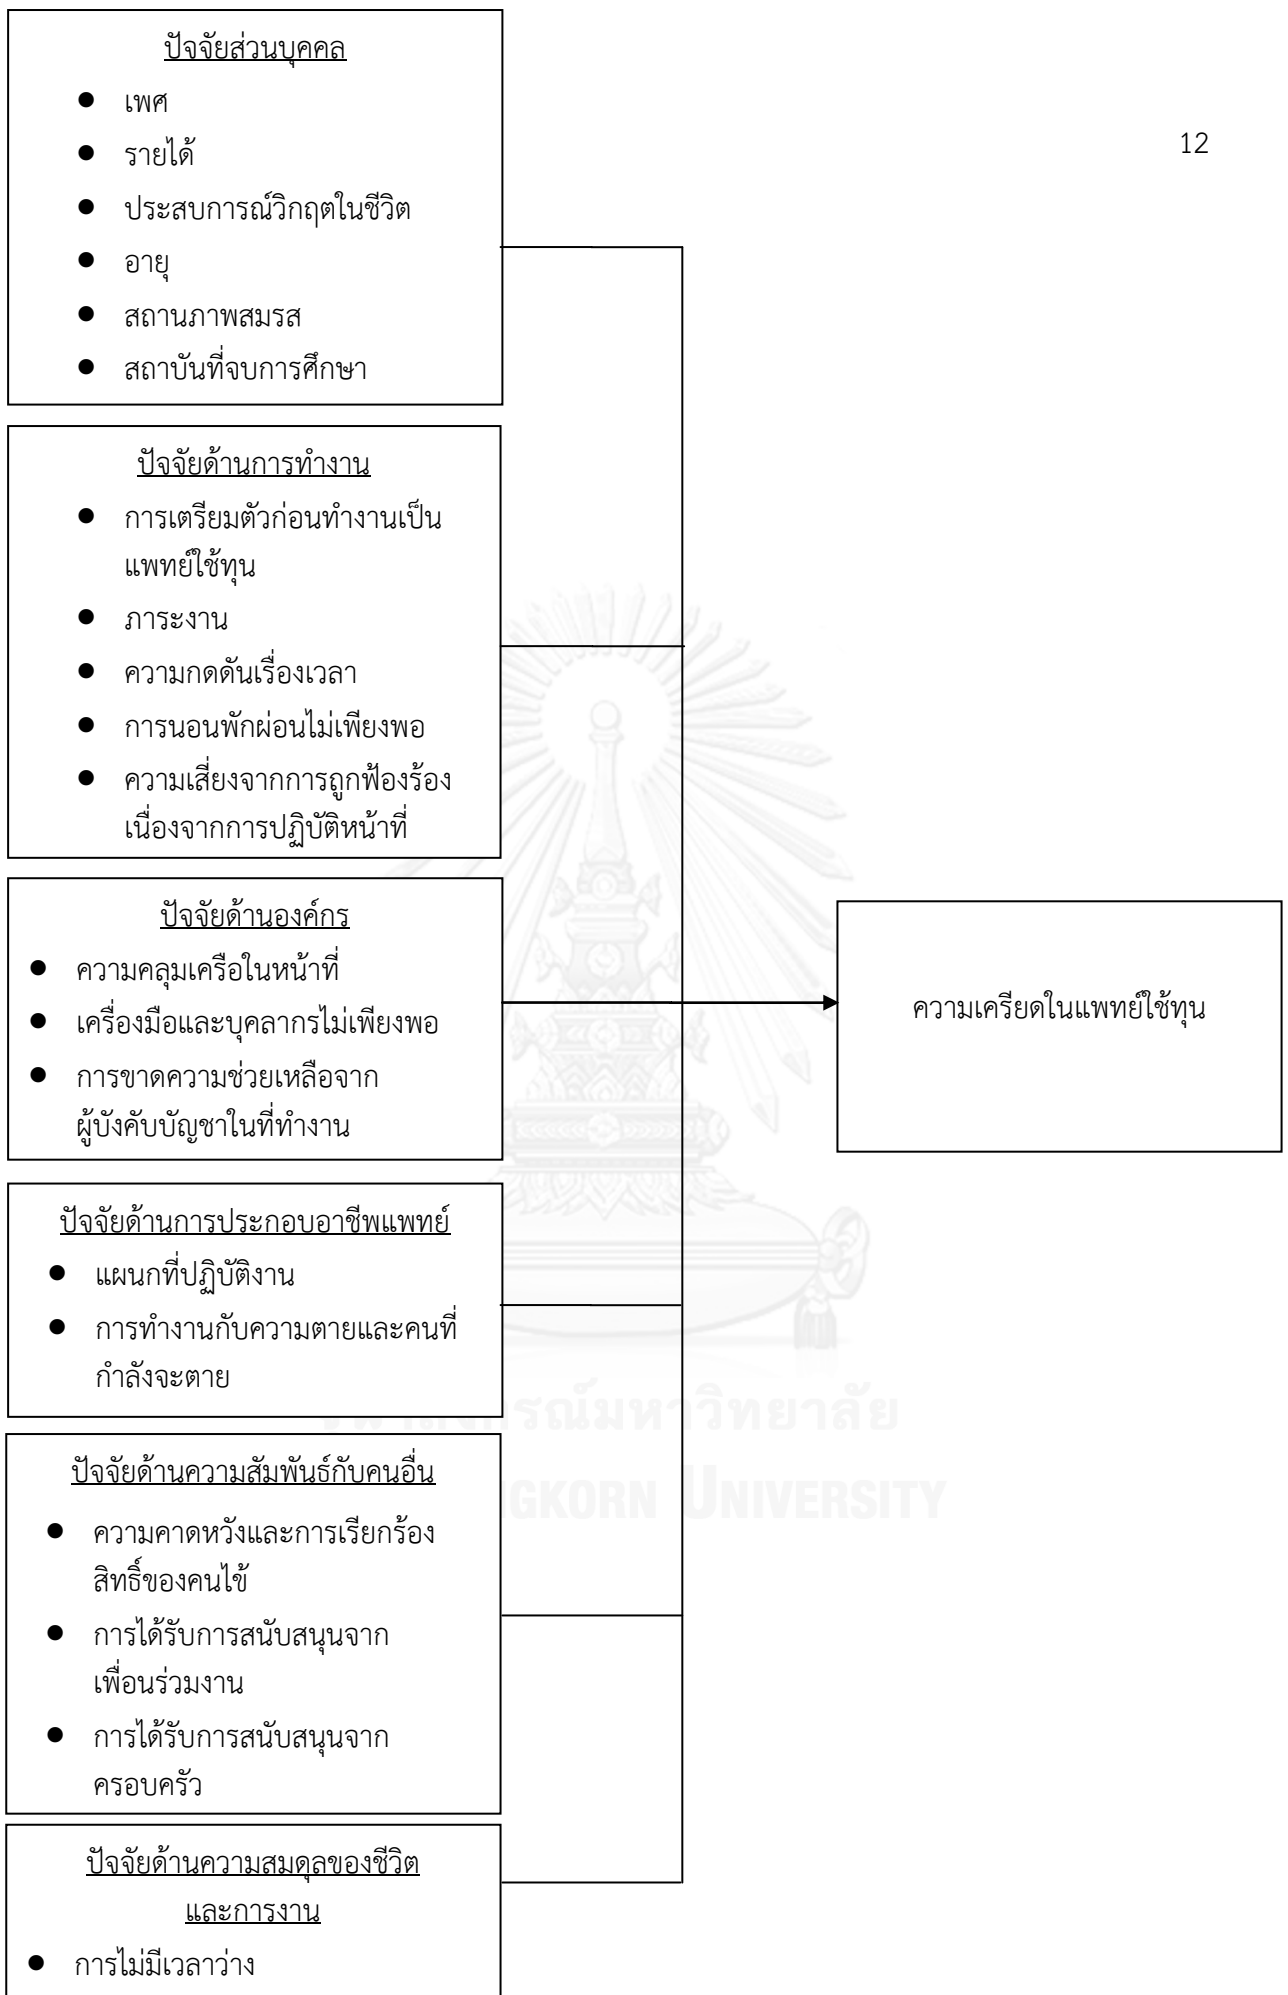 12
ปัจจัยส่วนบุคคล
● เพศ
● รายได้
● ประสบการณ์วิกฤตในชีวิต
● อายุ
● สถานภาพสมรส
● สถาบันที่จบการศึกษา
ปัจจัยด้านการทำงาน
● การเตรียมตัวก่อนทำงานเป็น
แพทย์ใช้ทุน
● ภาระงาน
● ความกดดันเรื่องเวลา
● การนอนพักผ่อนไม่เพียงพอ
● ความเสี่ยงจากการถูกฟ้องร้อง
เนื่องจากการปฏิบัติหน้าที่
ปัจจัยด้านองค์กร
● ความคลุมเครือในหน้าที่
● เครื่องมือและบุคลากรไม่เพียงพอ
● การขาดความช่วยเหลือจาก
ผู้บังคับบัญชาในที่ทำงาน
ความเครียดในแพทย์ใช้ทุน
ปัจจัยด้านการประกอบอาชีพแพทย์
● แผนกที่ปฏิบัติงาน
● การทำงานกับความตายและคนที่
กำลังจะตาย
ปัจจัยด้านความสัมพันธ์กับคนอื่น
● ความคาดหวังและการเรียกร้อง
สิทธิ์ของคนไข้
● การได้รับการสนับสนุนจาก
เพื่อนร่วมงาน
● การได้รับการสนับสนุนจาก
ครอบครัว
ปัจจัยด้านความสมดุลของชีวิต
และการงาน
● การไม่มีเวลาว่าง
มหาวิทยาลัย
UNIVERSITY